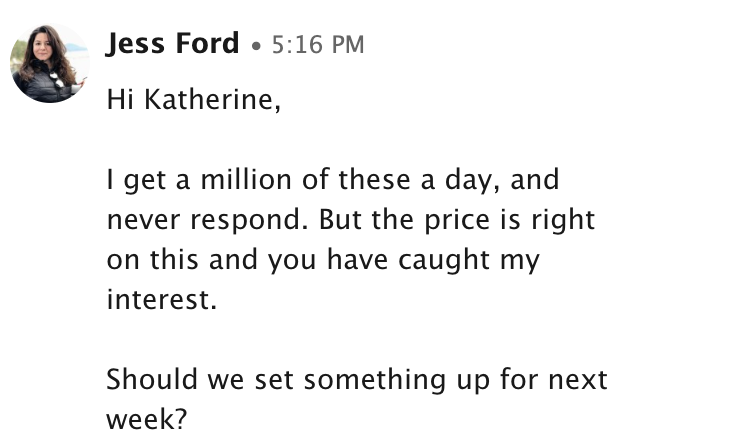 Jess Ford • 5:16 PM
Hi Katherine,
I get a million of these a day, and
never respond. But the price is right
on this and you have caught my
interest.
Should we set something up for next
week?